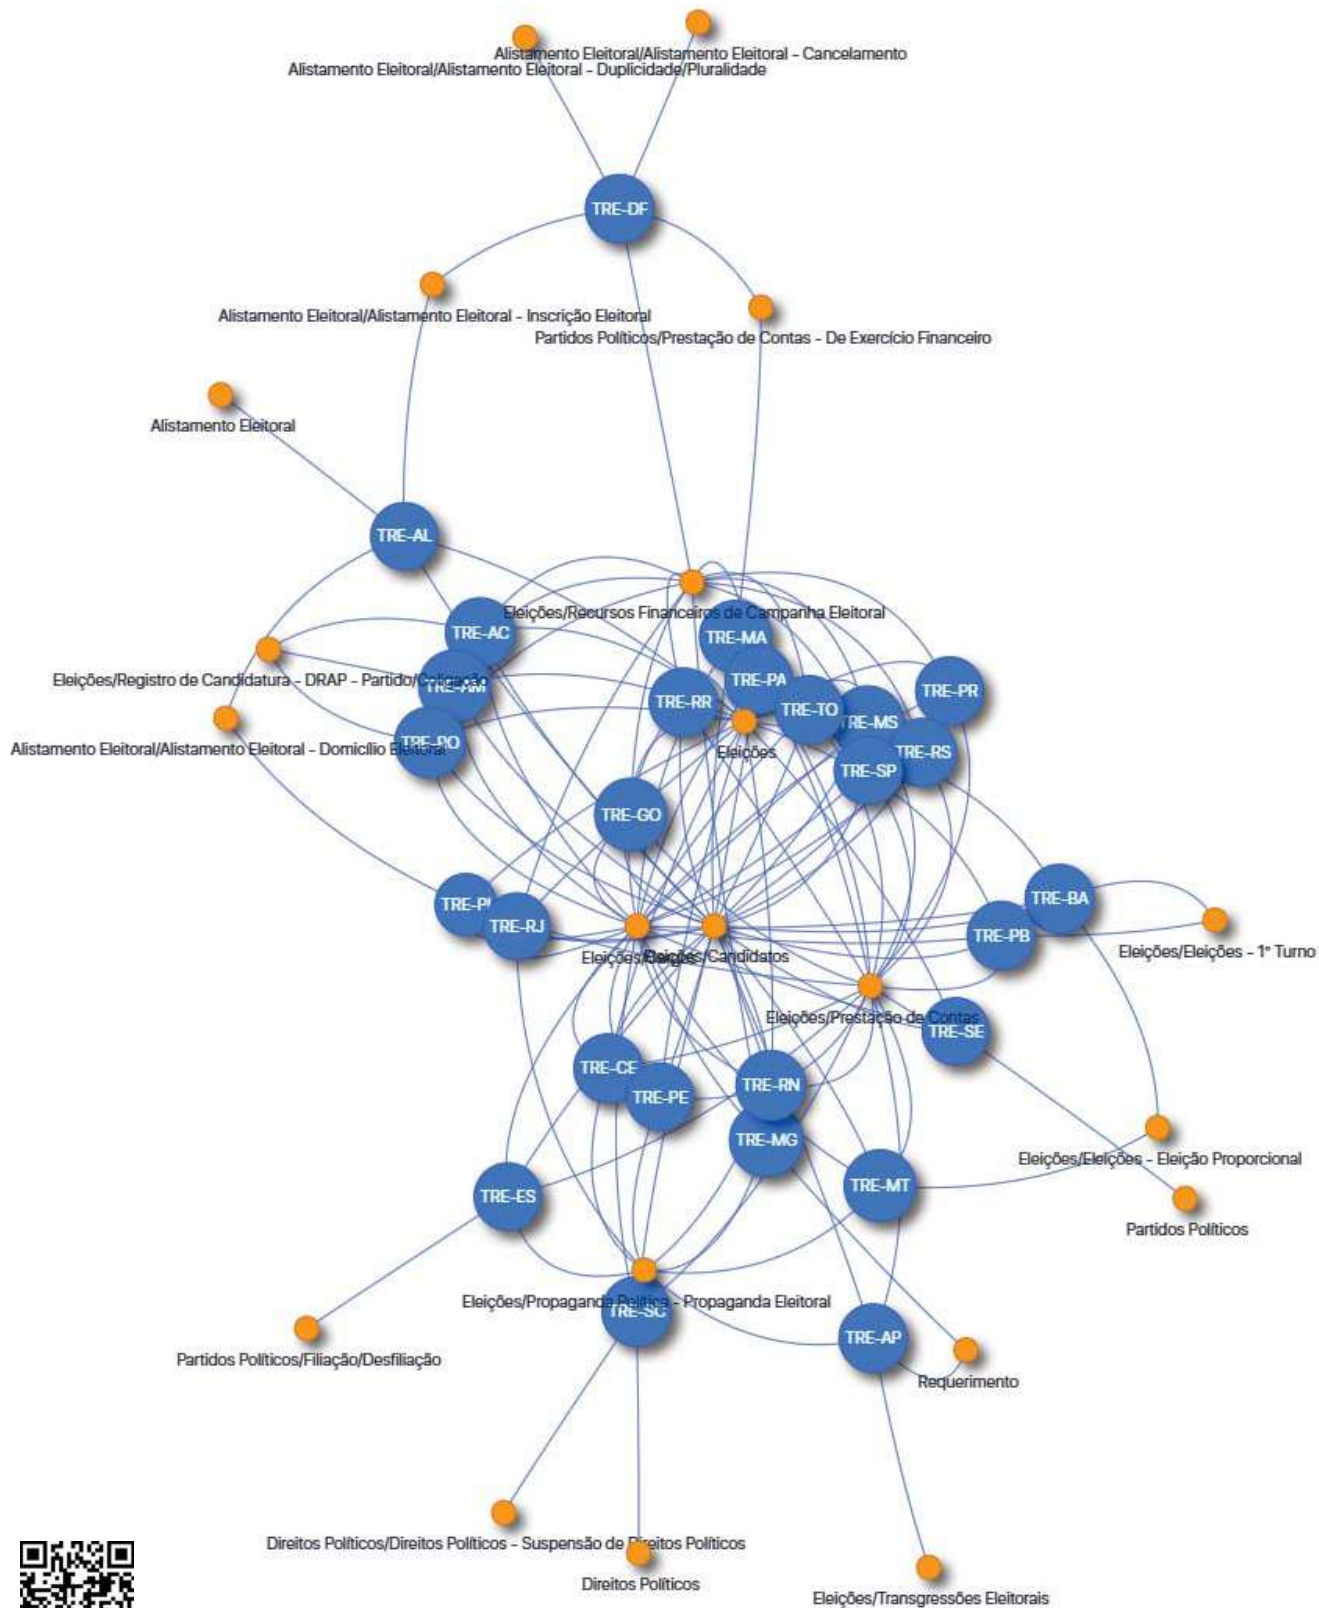 Alistamento Eleitoral/Alistamento Eleitoral - Cancelamento
Alistamento Eleitoral/Alistamento Eleitoral - Duplicidade/Pluralidade
TRE-DF
Alistamento Eleitoral/Alistamento Eleitoral - Inscrição Eleitoral
Partidos Políticos/Prestação de Contas - De Exercício Financeiro
Alistamento Eleitoral
TRE-AL
Eleições/Recursos Financeiros de Campanha Eleitoral
TRE-AC
TRE-MA
Eleições/Registro de Candidatura - DRAP - Partido/Coligação
TRE-AM
TRE-PA
TRE-RR
TRE-TO
TRE-PR
TRE-MS
Alistamento Eleitoral/Alistamento Eleitoral - Domicílio Eleitoral
Eleições
TRE-RS
TRE-SP
TRE-GO
TRE-RJ
TRE-BA
TRE-PB
Eleições/Eleições - 1º Turno
Eleições/Candidatos
Eleições/Prestação de Contas
TRE-SE
TRE-CE
TRE-PE
TRE-RN
TRE-MG
Eleições/Eleições - Eleição Proporcional
TRE-MT
TRE-ES
Partidos Políticos
Eleições/Propaganda Política - Propaganda Eleitoral
TRE-SC
TRE-AP
Partidos Políticos/Filiação/Desfiliação
Requerimento
Direitos Políticos/Direitos Políticos - Suspensão de Direitos Políticos
Direitos Políticos
Eleições/Transgressões Eleitorais